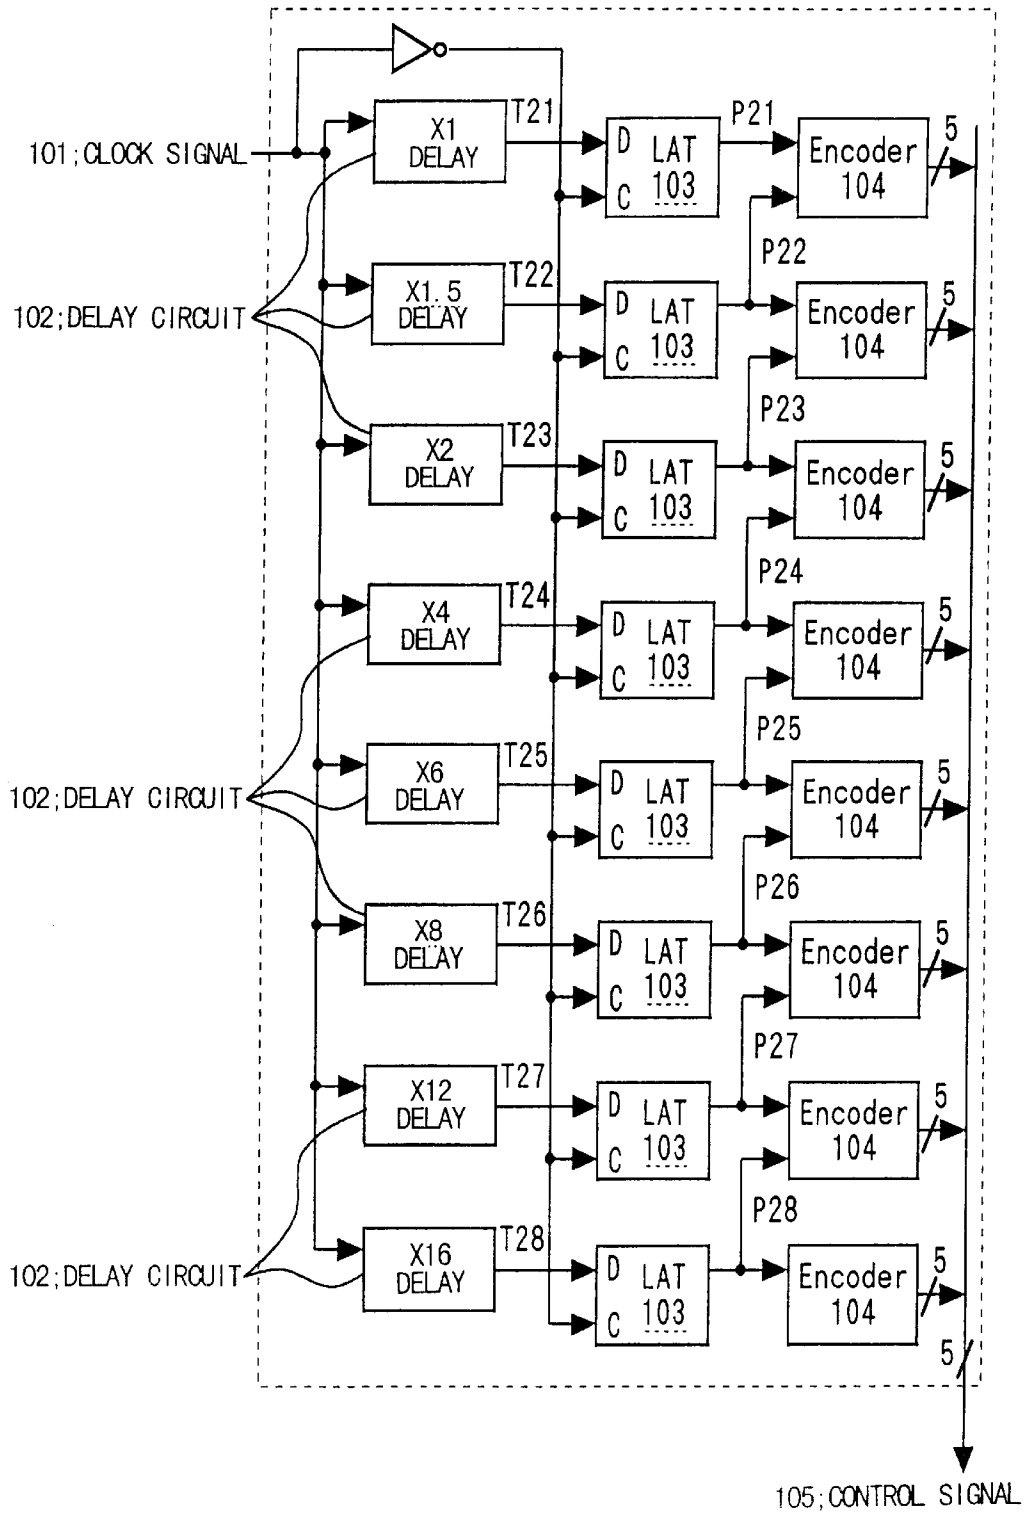 T21
P21
5
X1
DELAY
D
LAT
103
C
Encoder
104
101;CLOCK SIGNAL
P22
T22
5
X1.5
DELAY
D
LAT
103
C
Encoder
104
102;DELAY CIRCUIT
P23
T23
5
X2
DELAY
D
LAT
103
C
Encoder
104
P24
T24
5
X4
DELAY
D
LAT
103
C
Encoder
104
P25
T25
5
X6
DELAY
D
LAT
103
C
Encoder
104
102;DELAY CIRCUIT
P26
T26
5
X8
DELAY
D
LAT
103
C
Encoder
104
P27
T27
5
X12
DELAY
D
LAT
103
C
Encoder
104
P28
T28
5
X16
DELAY
D
LAT
103
C
Encoder
104
102;DELAY CIRCUIT
5
105;CONTROL SIGNAL